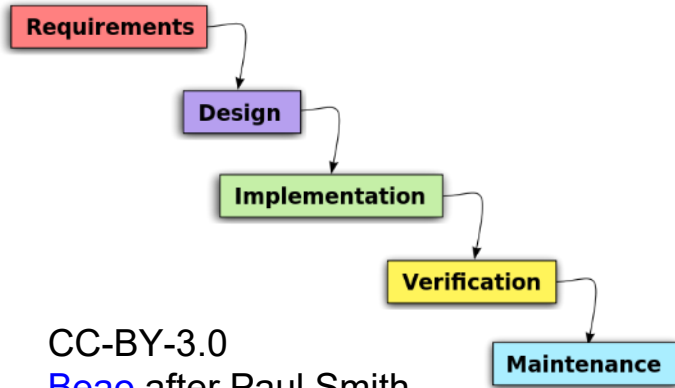 Requirements
Design
Implementation
Verification
Maintenance
CC-BY-3.0
Beao after Paul Smith